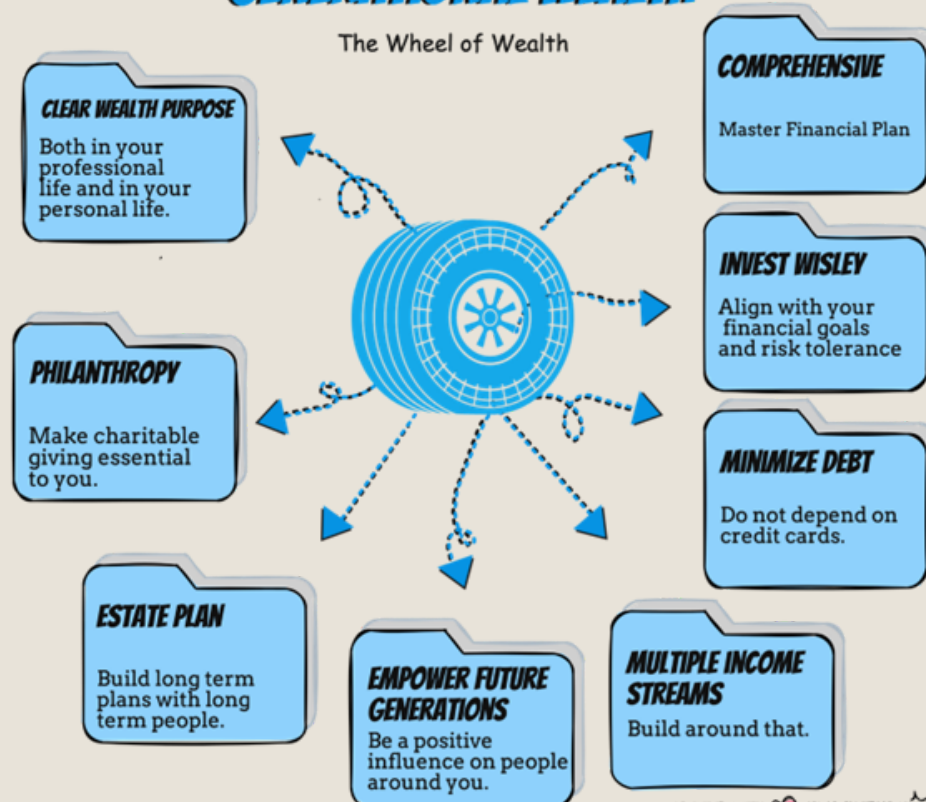 GENERATIONAL WEALTH
The Wheel of Wealth
CLEAR WEALTH PURPOSE
Both in your
professional
life and in your
personal life.
COMPREHENSIVE
Master Financial Plan
INVEST WISLEY
Align with your
financial goals
and risk tolerance
PHILANTHROPY
Make charitable
giving essential
to you.
MINIMIZE DEBT
Do not depend on
credit cards.
ESTATE PLAN
Build long term
plans with long
term people.
EMPOWER FUTURE
GENERATIONS
Be a positive
influence on people
around you.
MULTIPLE INCOME
STREAMS
Build around that.